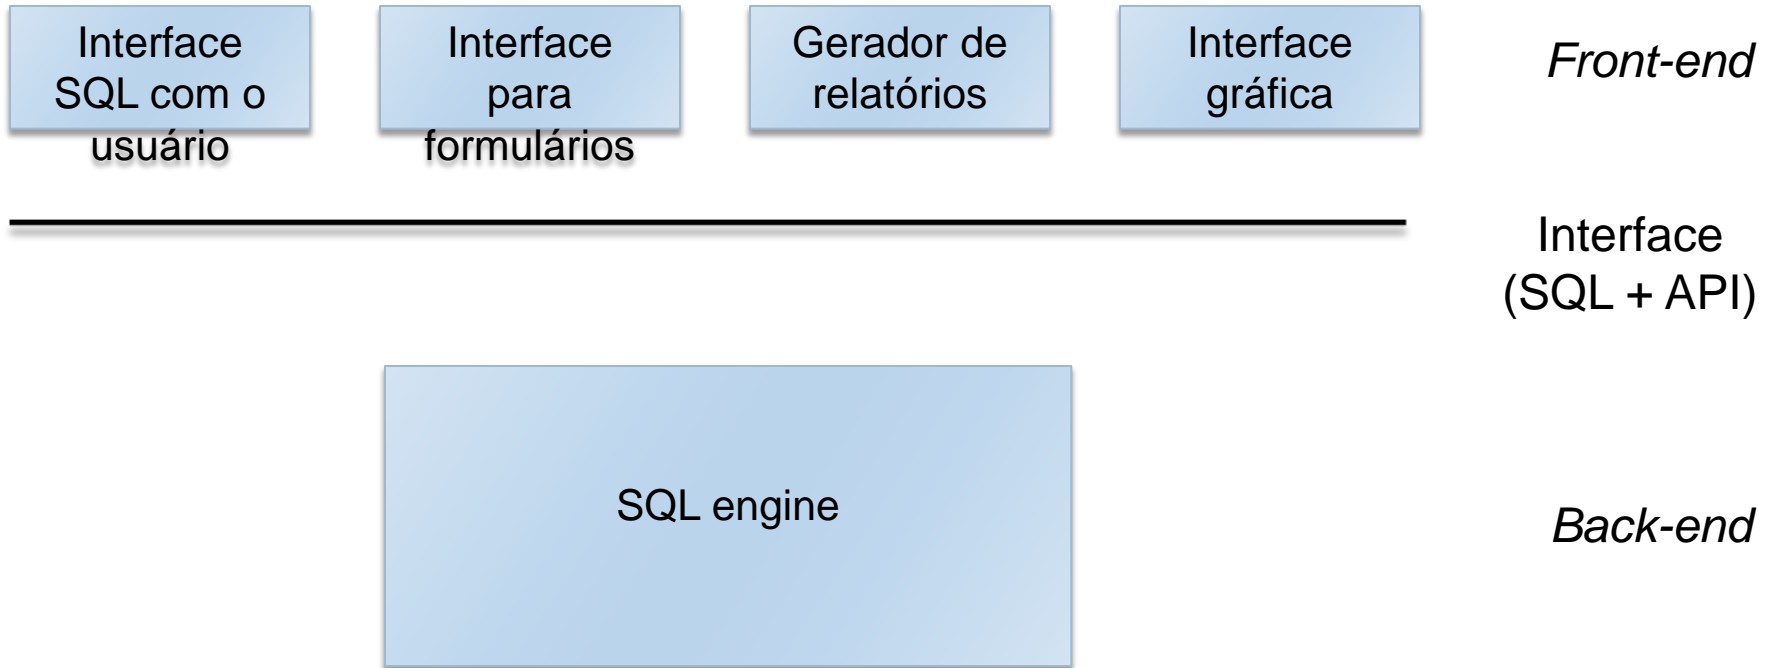 Interface
SQL com o
usuário
Interface
para
formulários
Gerador de
relatórios
Interface
gráfica
Front-end
Interface
(SQL + API)
SQL engine
Back-end